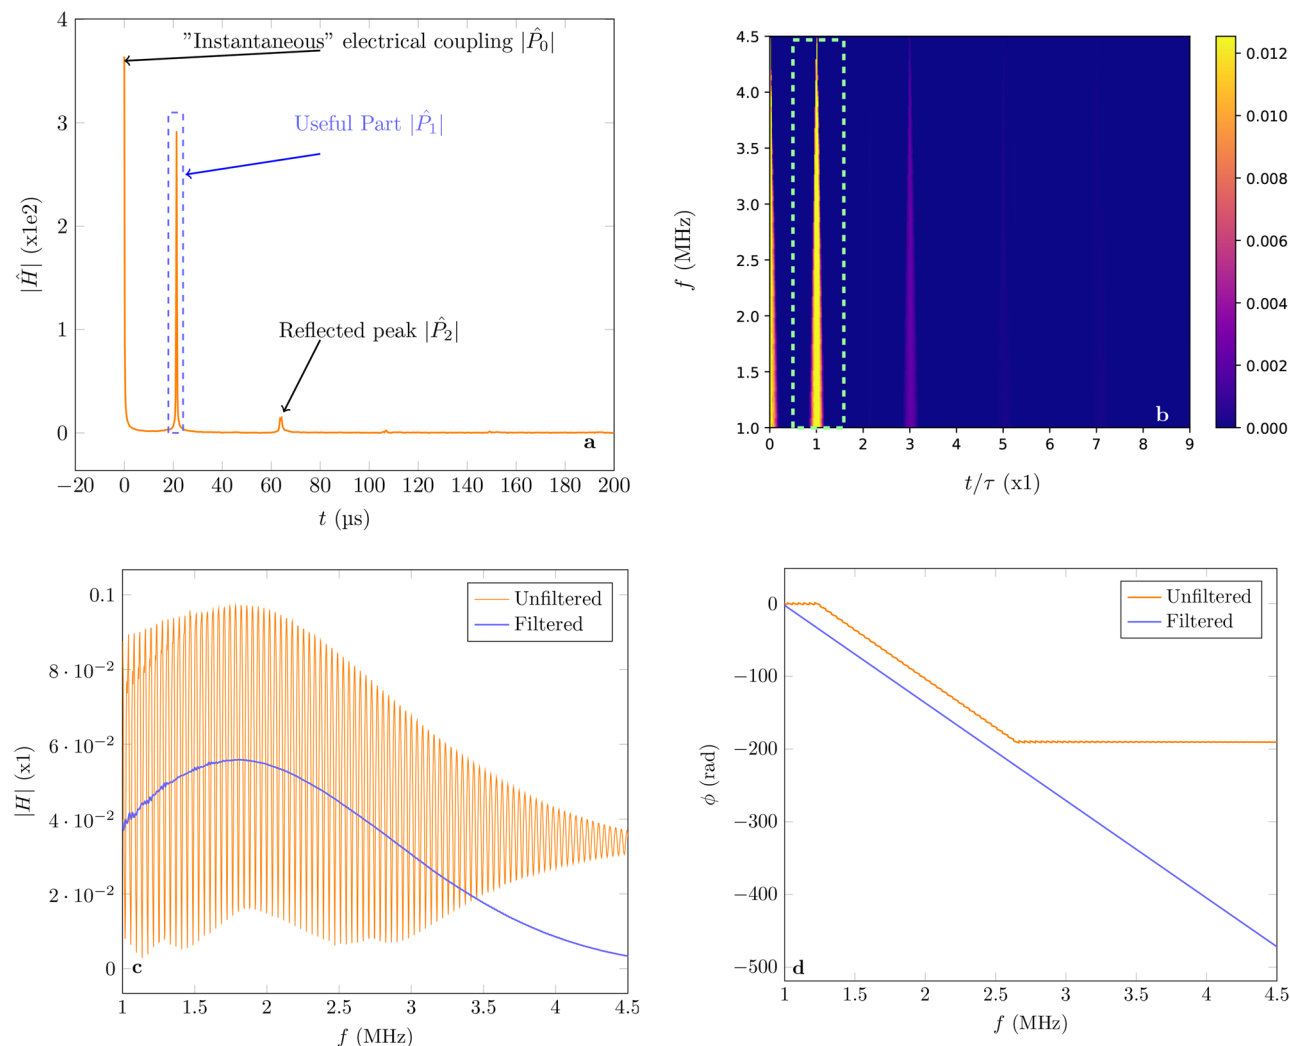 ”Instantaneous” electrical coupling |P̂₀|
Useful Part |P̂₁|
Reflected peak |P̂₂|
4
3
2
1
0
|Ĥ| (x1e2)
a
−20 0 20 40 60 80 100 120 140 160 180 200
t (µs)
4.5
4.0
3.5
3.0
2.5
2.0
1.5
1.0
f (MHz)
b
0 1 2 3 4 5 6 7 8 9
t/τ (x1)
0.012
0.010
0.008
0.006
0.004
0.002
0.000
Unfiltered
Filtered
0.1
8·10⁻²
6·10⁻²
4·10⁻²
2·10⁻²
0
|H| (x1)
c
1 1.5 2 2.5 3 3.5 4 4.5
f (MHz)
Unfiltered
Filtered
0
−100
−200
−300
−400
−500
ϕ (rad)
d
1 1.5 2 2.5 3 3.5 4 4.5
f (MHz)